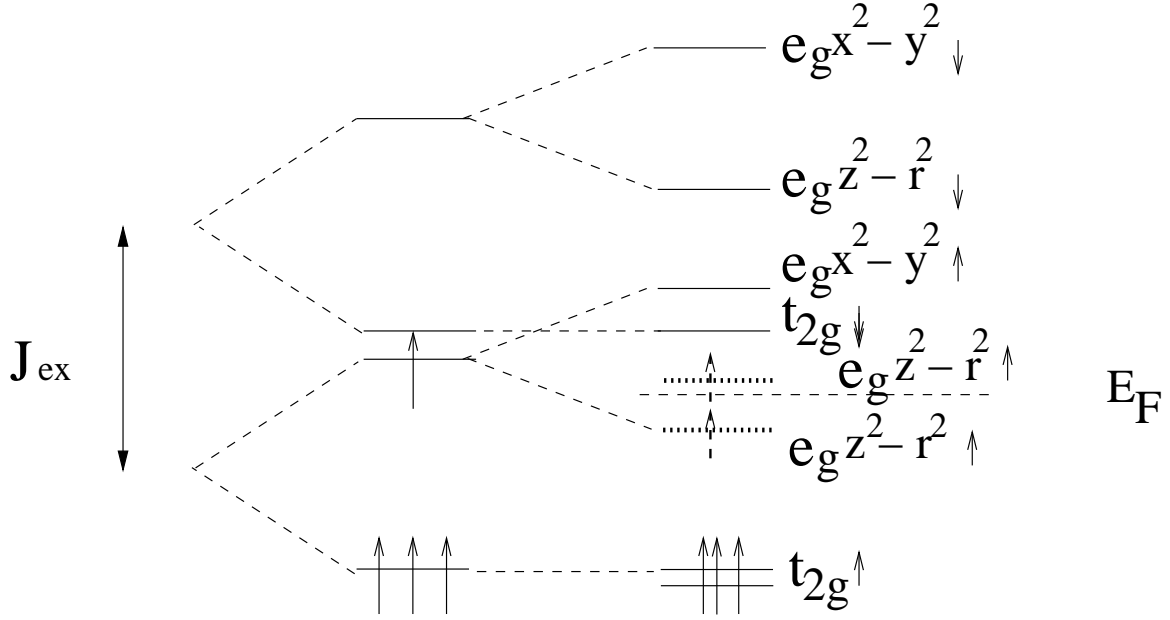 e_g x² − y² ↓
e_g z² − r² ↓
e_g x² − y² ↑
t_2g ↓
J_ex
e_g z² − r² ↑
E_F
e_g z² − r² ↑
t_2g ↑